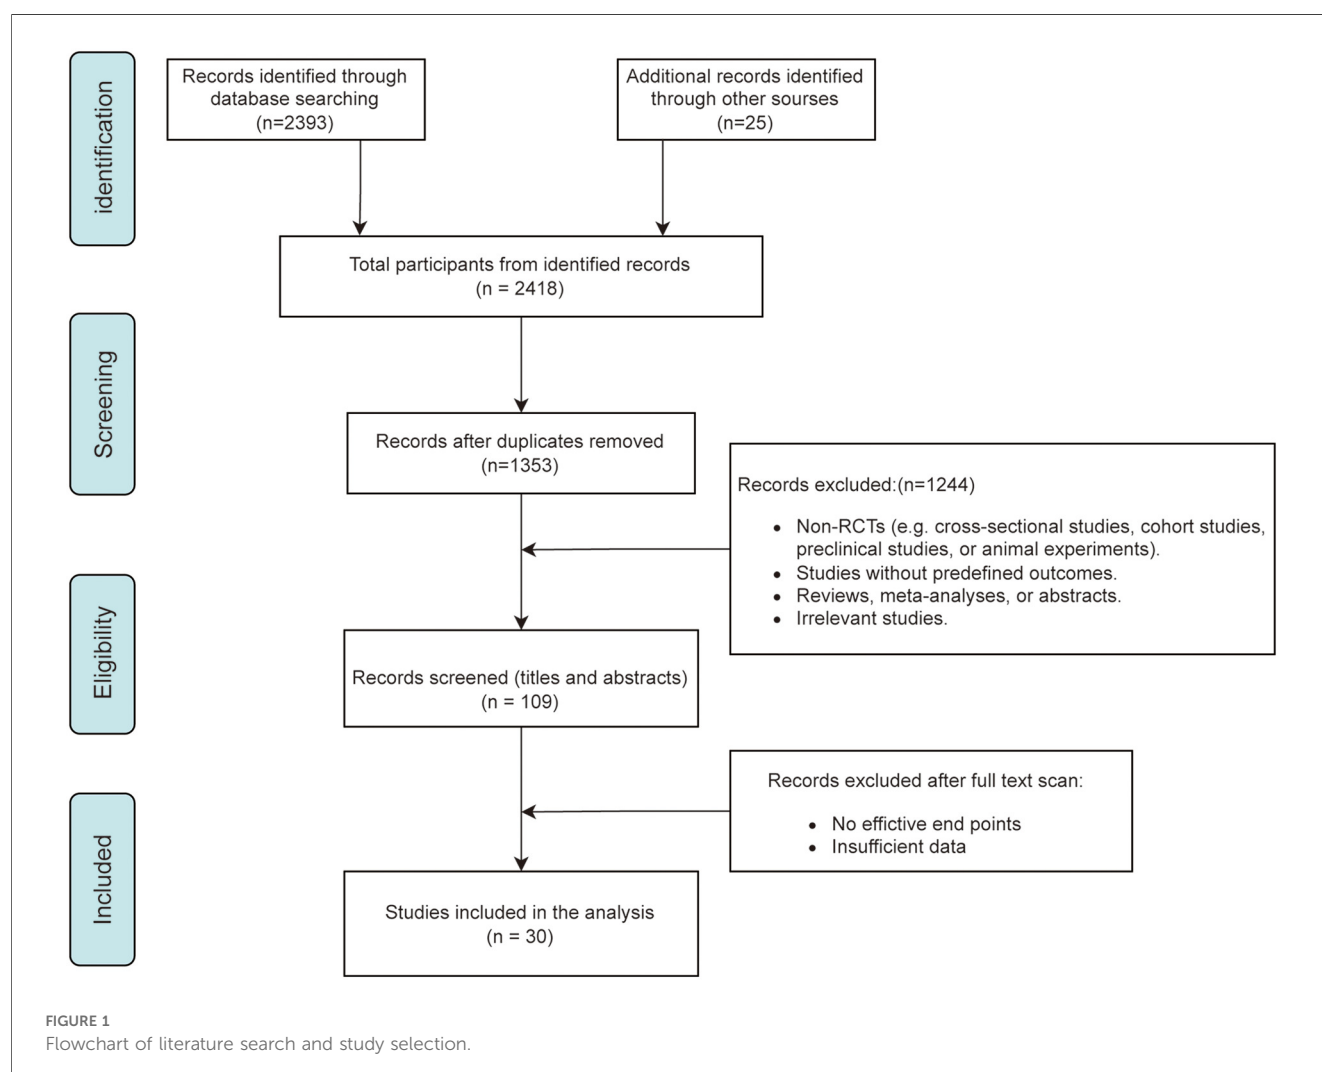 identification
Records identified through
database searching
(n=2393)
Additional records identified
through other sourses
(n=25)
Total participants from identified records
(n = 2418)
Screening
Records after duplicates removed
(n=1353)
Records excluded:(n=1244)
• Non-RCTs (e.g. cross-sectional studies, cohort studies,
preclinical studies, or animal experiments).
• Studies without predefined outcomes.
• Reviews, meta-analyses, or abstracts.
• Irrelevant studies.
Eligibility
Records screened (titles and abstracts)
(n = 109)
Records excluded after full text scan:
• No effictive end points
• Insufficient data
Included
Studies included in the analysis
(n = 30)
FIGURE 1
Flowchart of literature search and study selection.